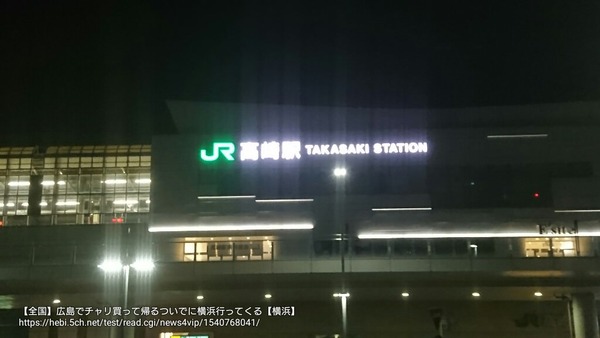 JR 高崎駅 TAKASAKI STATION
【全国】広島でチャリ買って帰るついでに横浜行ってくる【横浜】
https://hebi.5ch.net/test/read.cgi/news4vip/1540768041/